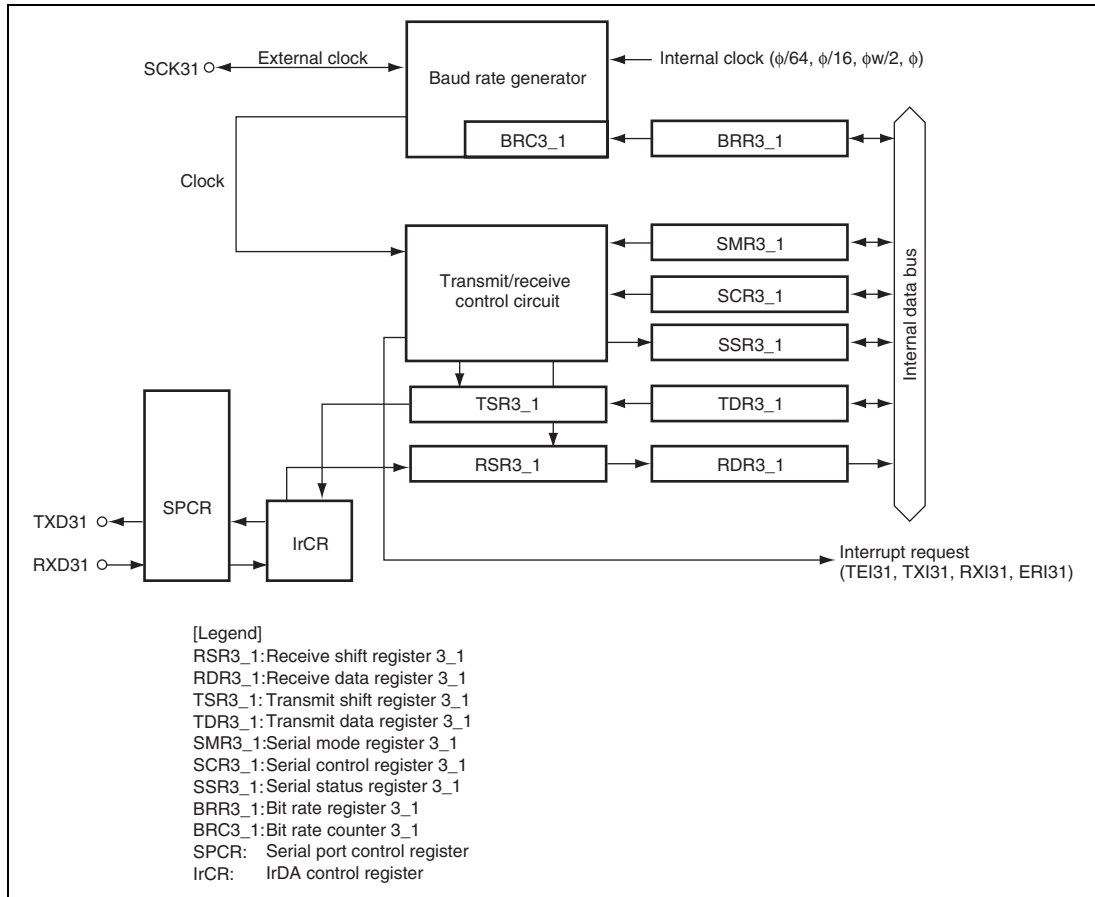 SCK31
External clock
Baud rate generator
Internal clock (ϕ/64, ϕ/16, ϕw/2, ϕ)
BRC3_1
BRR3_1
Clock
Transmit/receive
control circuit
SMR3_1
SCR3_1
SSR3_1
Internal data bus
TSR3_1
TDR3_1
RSR3_1
RDR3_1
SPCR
IrCR
TXD31
RXD31
Interrupt request
(TEI31, TXI31, RXI31, ERI31)
[Legend]
RSR3_1:Receive shift register 3_1
RDR3_1:Receive data register 3_1
TSR3_1: Transmit shift register 3_1
TDR3_1: Transmit data register 3_1
SMR3_1:Serial mode register 3_1
SCR3_1:Serial control register 3_1
SSR3_1:Serial status register 3_1
BRR3_1:Bit rate register 3_1
BRC3_1:Bit rate counter 3_1
SPCR: Serial port control register
IrCR: IrDA control register